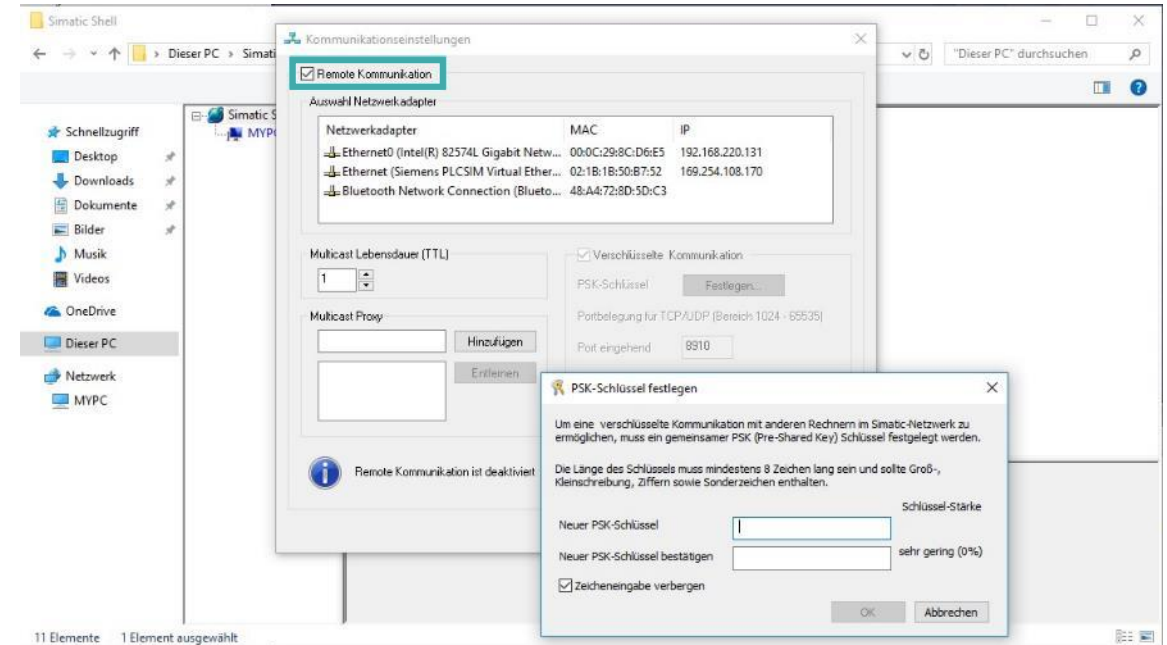 Simatic Shell
Dieser PC > Simati
"Dieser PC" durchsuchen
Schnellzugriff
Desktop
Downloads
Dokumente
Bilder
Musik
Videos
OneDrive
Dieser PC
Netzwerk
MYPC
Simatic S
MYP
Kommunikationseinstellungen
Remote Kommunikation
Auswahl Netzwerkadapter
Netzwerkadapter MAC IP
Ethernet0 (Intel(R) 82574L Gigabit Netw... 00:0C:29:8C:D6:E5 192.168.220.131
Ethernet (Siemens PLCSIM Virtual Ether... 02:1B:1B:50:B7:52 169.254.108.170
Bluetooth Network Connection (Blueto... 48:A4:72:8D:5D:C3
Multicast Lebensdauer (TTL)
1
Multicast Proxy
Hinzufügen
Entfernen
Verschlüsselte Kommunikation
PSK-Schlüssel Festlegen...
Portbelegung für TCP/UDP (Bereich 1024 - 65535)
Port eingehend 8910
Remote Kommunikation ist deaktiviert
PSK-Schlüssel festlegen
Um eine verschlüsselte Kommunikation mit anderen Rechnern im Simatic-Netzwerk zu
ermöglichen, muss ein gemeinsamer PSK (Pre-Shared Key) Schlüssel festgelegt werden.
Die Länge des Schlüssels muss mindestens 8 Zeichen lang sein und sollte Groß-,
Kleinschreibung, Ziffern sowie Sonderzeichen enthalten.
Schlüssel-Stärke
Neuer PSK-Schlüssel
Neuer PSK-Schlüssel bestätigen sehr gering (0%)
Zeicheneingabe verbergen
OK Abbrechen
11 Elemente 1 Element ausgewählt